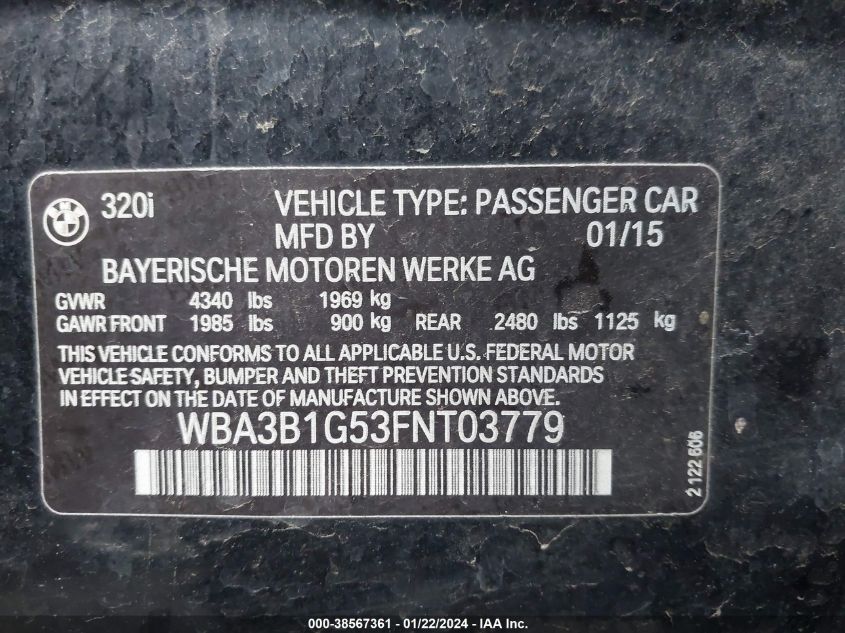 320i VEHICLE TYPE: PASSENGER CAR
MFD BY 01/15
BAYERISCHE MOTOREN WERKE AG
GVWR 4340 lbs 1969 kg
GAWR FRONT 1985 lbs 900 kg REAR 2480 lbs 1125 kg
THIS VEHICLE CONFORMS TO ALL APPLICABLE U.S. FEDERAL MOTOR
VEHICLE SAFETY, BUMPER AND THEFT PREVENTION STANDARDS
IN EFFECT ON THE DATE OF MANUFACTURE SHOWN ABOVE.
WBA3B1G53FNT03779
2 122 606
000-38567361 - 01/22/2024 - IAA Inc.